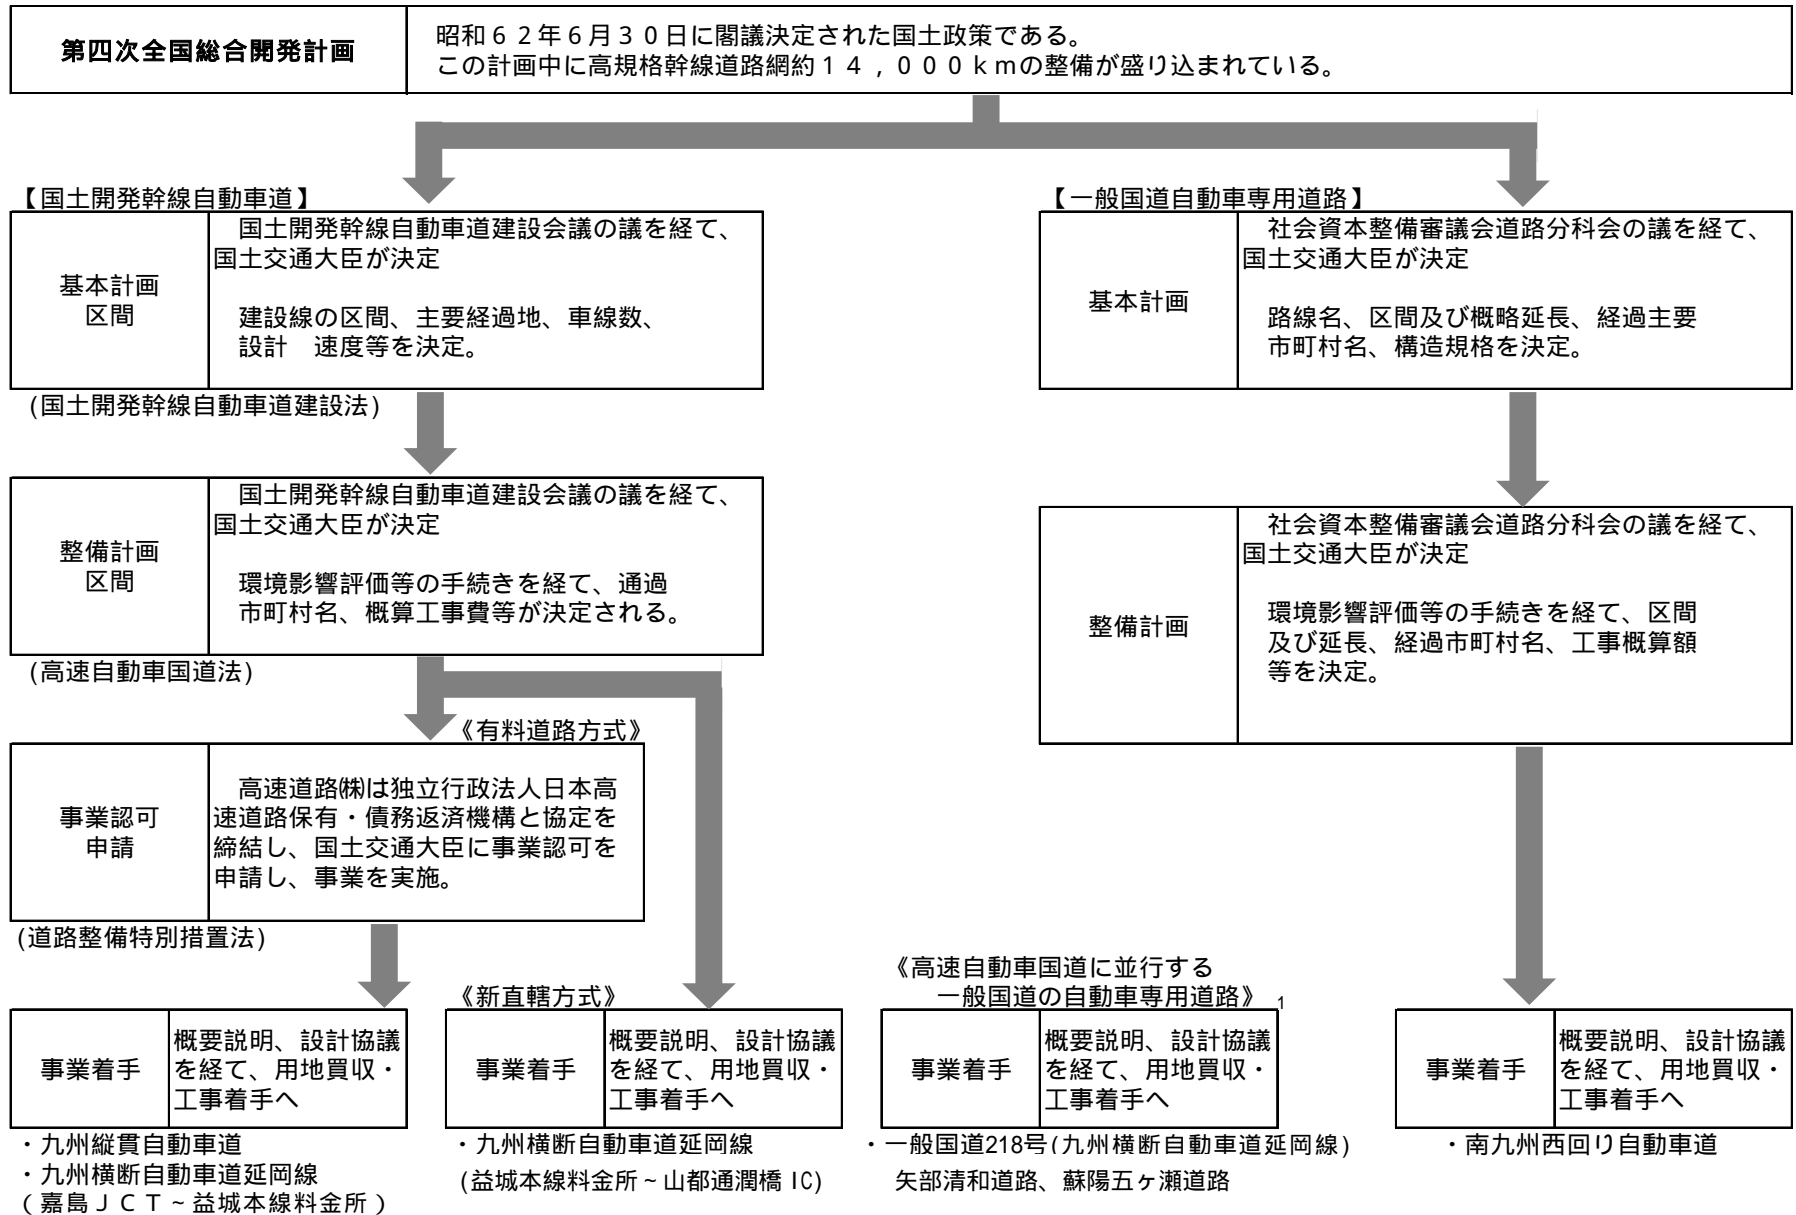 第四次全国総合開発計画
昭和６２年６月３０日に閣議決定された国土政策である。
この計画中に高規格幹線道路網約１４，０００ｋｍの整備が盛り込まれている。
【国土開発幹線自動車道】
基本計画
区間
国土開発幹線自動車道建設会議の議を経て、
国土交通大臣が決定
建設線の区間、主要経過地、車線数、
設計　速度等を決定。
(国土開発幹線自動車道建設法)
整備計画
区間
国土開発幹線自動車道建設会議の議を経て、
国土交通大臣が決定
環境影響評価等の手続きを経て、通過
市町村名、概算工事費等が決定される。
(高速自動車国道法)
《有料道路方式》
事業認可
申請
高速道路㈱は独立行政法人日本高
速道路保有・債務返済機構と協定を
締結し、国土交通大臣に事業認可を
申請し、事業を実施。
(道路整備特別措置法)
事業着手
概要説明、設計協議
を経て、用地買収・
工事着手へ
・九州縦貫自動車道
・九州横断自動車道延岡線
（嘉島ＪＣＴ～益城本線料金所）
《新直轄方式》
事業着手
概要説明、設計協議
を経て、用地買収・
工事着手へ
・九州横断自動車道延岡線
(益城本線料金所～山都通潤橋IC)
《高速自動車国道に並行する
一般国道の自動車専用道路》 1
事業着手
概要説明、設計協議
を経て、用地買収・
工事着手へ
・一般国道218号(九州横断自動車道延岡線)
矢部清和道路、蘇陽五ヶ瀬道路
【一般国道自動車専用道路】
基本計画
社会資本整備審議会道路分科会の議を経て、
国土交通大臣が決定
路線名、区間及び概略延長、経過主要
市町村名、構造規格を決定。
整備計画
社会資本整備審議会道路分科会の議を経て、
国土交通大臣が決定
環境影響評価等の手続きを経て、区間
及び延長、経過市町村名、工事概算額
等を決定。
事業着手
概要説明、設計協議
を経て、用地買収・
工事着手へ
・南九州西回り自動車道